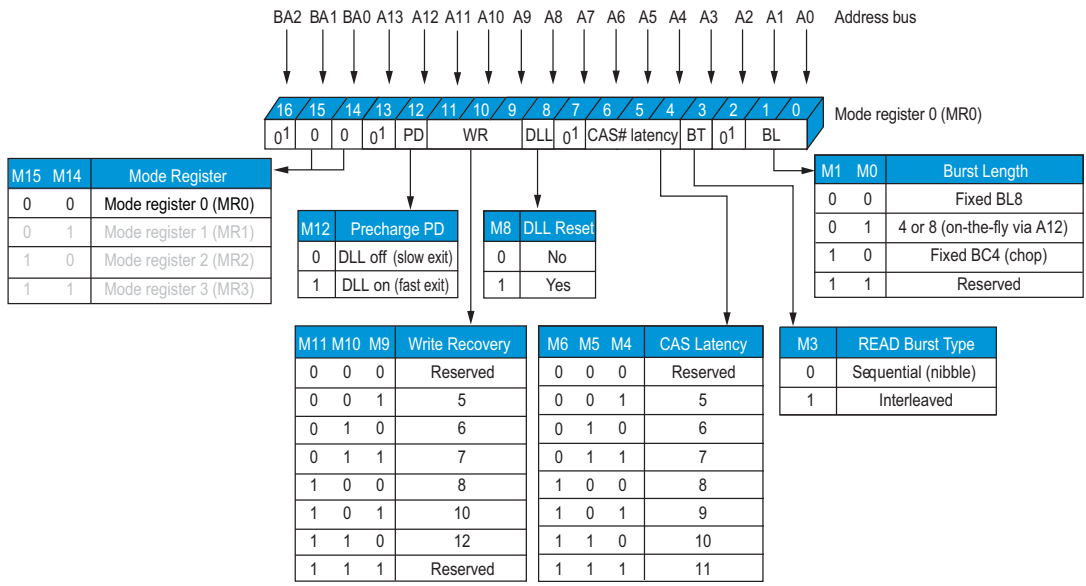 BA2 BA1 BA0 A13 A12 A11 A10 A9 A8 A7 A6 A5 A4 A3 A2 A1 A0 Address bus
16 15 14 13 12 11 10 9 8 7 6 5 4 3 2 1 0 Mode register 0 (MR0)
0¹ 0 0 0¹ PD WR DLL 0¹ CAS# latency BT 0¹ BL
M15 M14 Mode Register
0 0 Mode register 0 (MR0)
0 1 Mode register 1 (MR1)
1 0 Mode register 2 (MR2)
1 1 Mode register 3 (MR3)
M12 Precharge PD
0 DLL off (slow exit)
1 DLL on (fast exit)
M8 DLL Reset
0 No
1 Yes
M1 M0 Burst Length
0 0 Fixed BL8
0 1 4 or 8 (on-the-fly via A12)
1 0 Fixed BC4 (chop)
1 1 Reserved
M11 M10 M9 Write Recovery
0 0 0 Reserved
0 0 1 5
0 1 0 6
0 1 1 7
1 0 0 8
1 0 1 10
1 1 0 12
1 1 1 Reserved
M6 M5 M4 CAS Latency
0 0 0 Reserved
0 0 1 5
0 1 0 6
0 1 1 7
1 0 0 8
1 0 1 9
1 1 0 10
1 1 1 11
M3 READ Burst Type
0 Sequential (nibble)
1 Interleaved